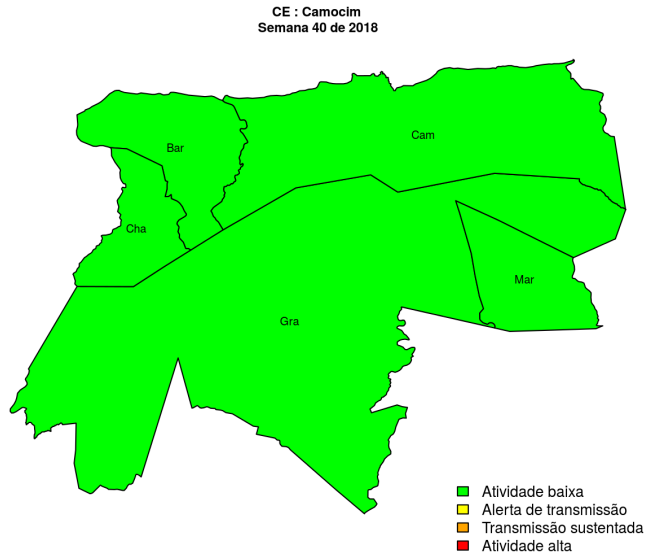 CE : Camocim
Semana 40 de 2018
Bar
Cam
Cha
Mar
Gra
Atividade baixa
Alerta de transmissão
Transmissão sustentada
Atividade alta